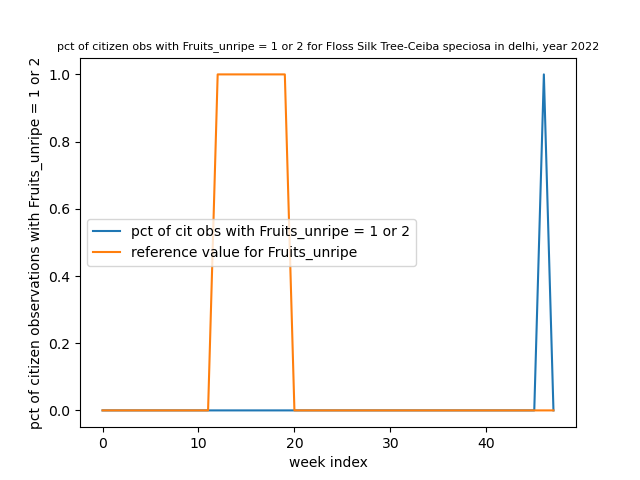 pct of citizen obs with Fruits_unripe = 1 or 2 for Floss Silk Tree-Ceiba speciosa in delhi, year 2022
pct of citizen observations with Fruits_unripe = 1 or 2
1.0
0.8
0.6
0.4
0.2
0.0
pct of cit obs with Fruits_unripe = 1 or 2
reference value for Fruits_unripe
0 10 20 30 40
week index